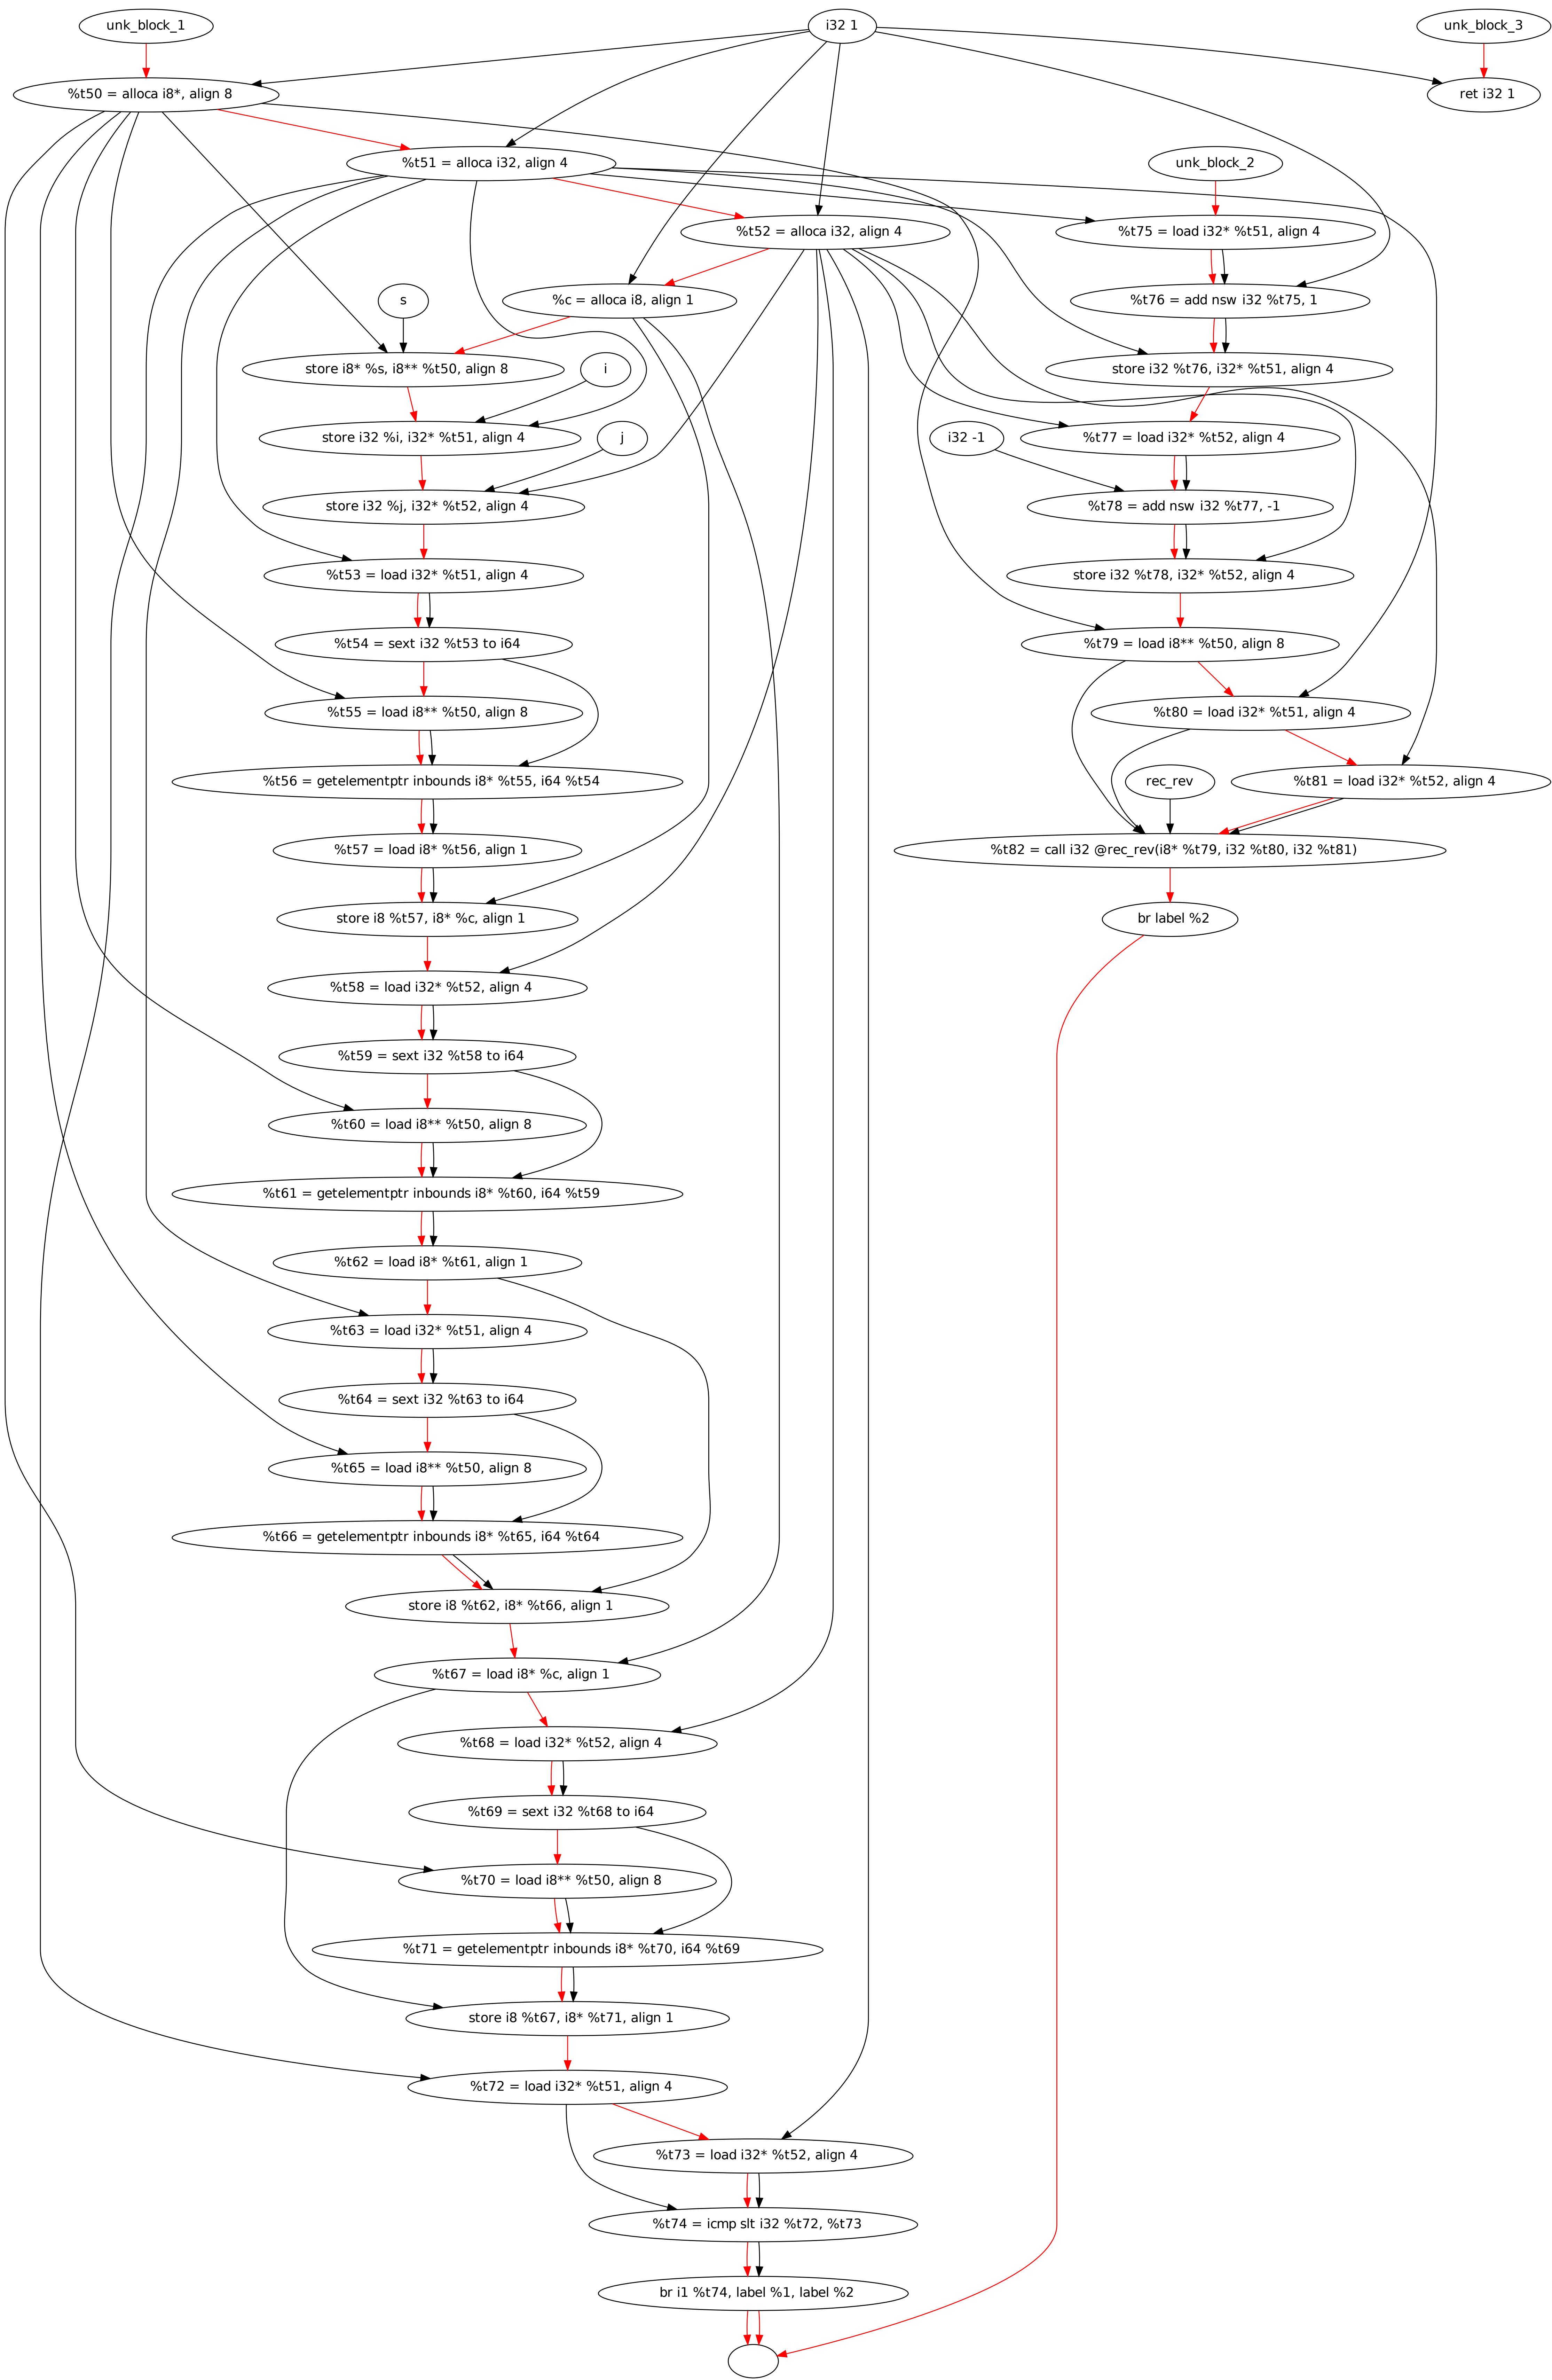 unk_block_1
i32 1
unk_block_3
%t50 = alloca i8*, align 8
ret i32 1
%t51 = alloca i32, align 4
unk_block_2
%t52 = alloca i32, align 4
%t75 = load i32* %t51, align 4
s
%c = alloca i8, align 1
%t76 = add nsw i32 %t75, 1
store i8* %s, i8** %t50, align 8
i
store i32 %t76, i32* %t51, align 4
store i32 %i, i32* %t51, align 4
j
i32 -1
%t77 = load i32* %t52, align 4
store i32 %j, i32* %t52, align 4
%t78 = add nsw i32 %t77, -1
%t53 = load i32* %t51, align 4
store i32 %t78, i32* %t52, align 4
%t54 = sext i32 %t53 to i64
%t79 = load i8** %t50, align 8
%t55 = load i8** %t50, align 8
%t80 = load i32* %t51, align 4
%t56 = getelementptr inbounds i8* %t55, i64 %t54
rec_rev
%t81 = load i32* %t52, align 4
%t57 = load i8* %t56, align 1
%t82 = call i32 @rec_rev(i8* %t79, i32 %t80, i32 %t81)
store i8 %t57, i8* %c, align 1
br label %2
%t58 = load i32* %t52, align 4
%t59 = sext i32 %t58 to i64
%t60 = load i8** %t50, align 8
%t61 = getelementptr inbounds i8* %t60, i64 %t59
%t62 = load i8* %t61, align 1
%t63 = load i32* %t51, align 4
%t64 = sext i32 %t63 to i64
%t65 = load i8** %t50, align 8
%t66 = getelementptr inbounds i8* %t65, i64 %t64
store i8 %t62, i8* %t66, align 1
%t67 = load i8* %c, align 1
%t68 = load i32* %t52, align 4
%t69 = sext i32 %t68 to i64
%t70 = load i8** %t50, align 8
%t71 = getelementptr inbounds i8* %t70, i64 %t69
store i8 %t67, i8* %t71, align 1
%t72 = load i32* %t51, align 4
%t73 = load i32* %t52, align 4
%t74 = icmp slt i32 %t72, %t73
br i1 %t74, label %1, label %2